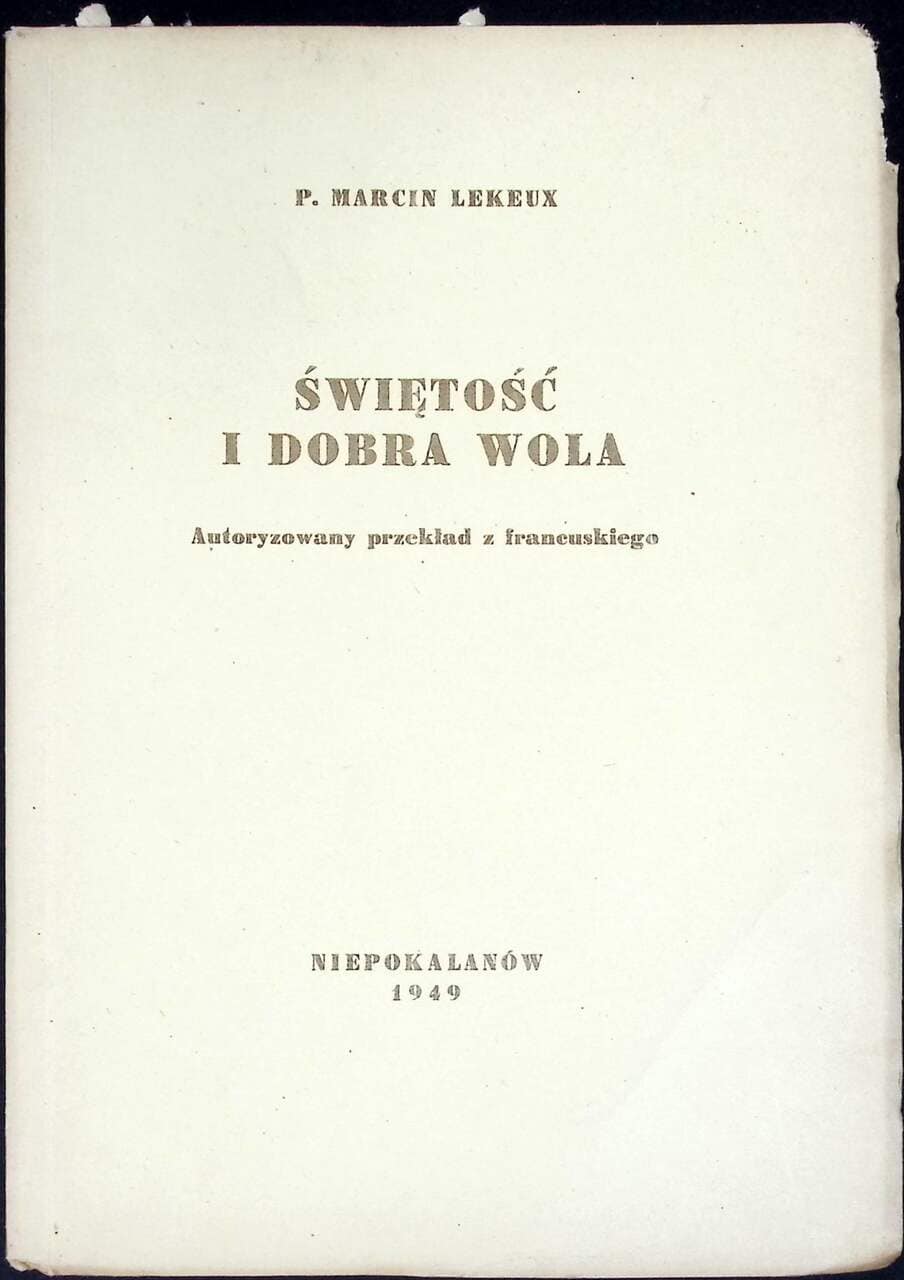 P. MARCIN LEKEUX
ŚWIĘTOŚĆ
I DOBRA WOLA
Autoryzowany przekład z francuskiego
NIEPOKALANÓW
1949